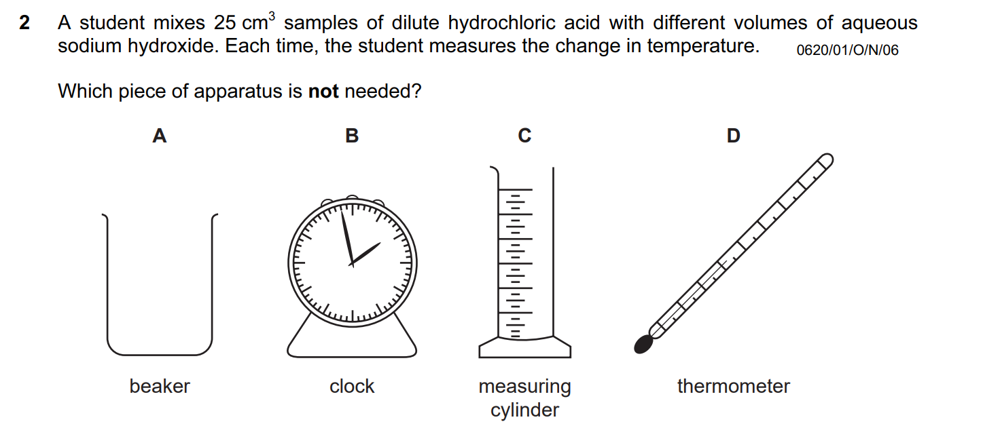 2 A student mixes 25 cm³ samples of dilute hydrochloric acid with different volumes of aqueous
sodium hydroxide. Each time, the student measures the change in temperature. 0620/01/O/N/06
Which piece of apparatus is not needed?
A B C D
beaker clock measuring cylinder thermometer